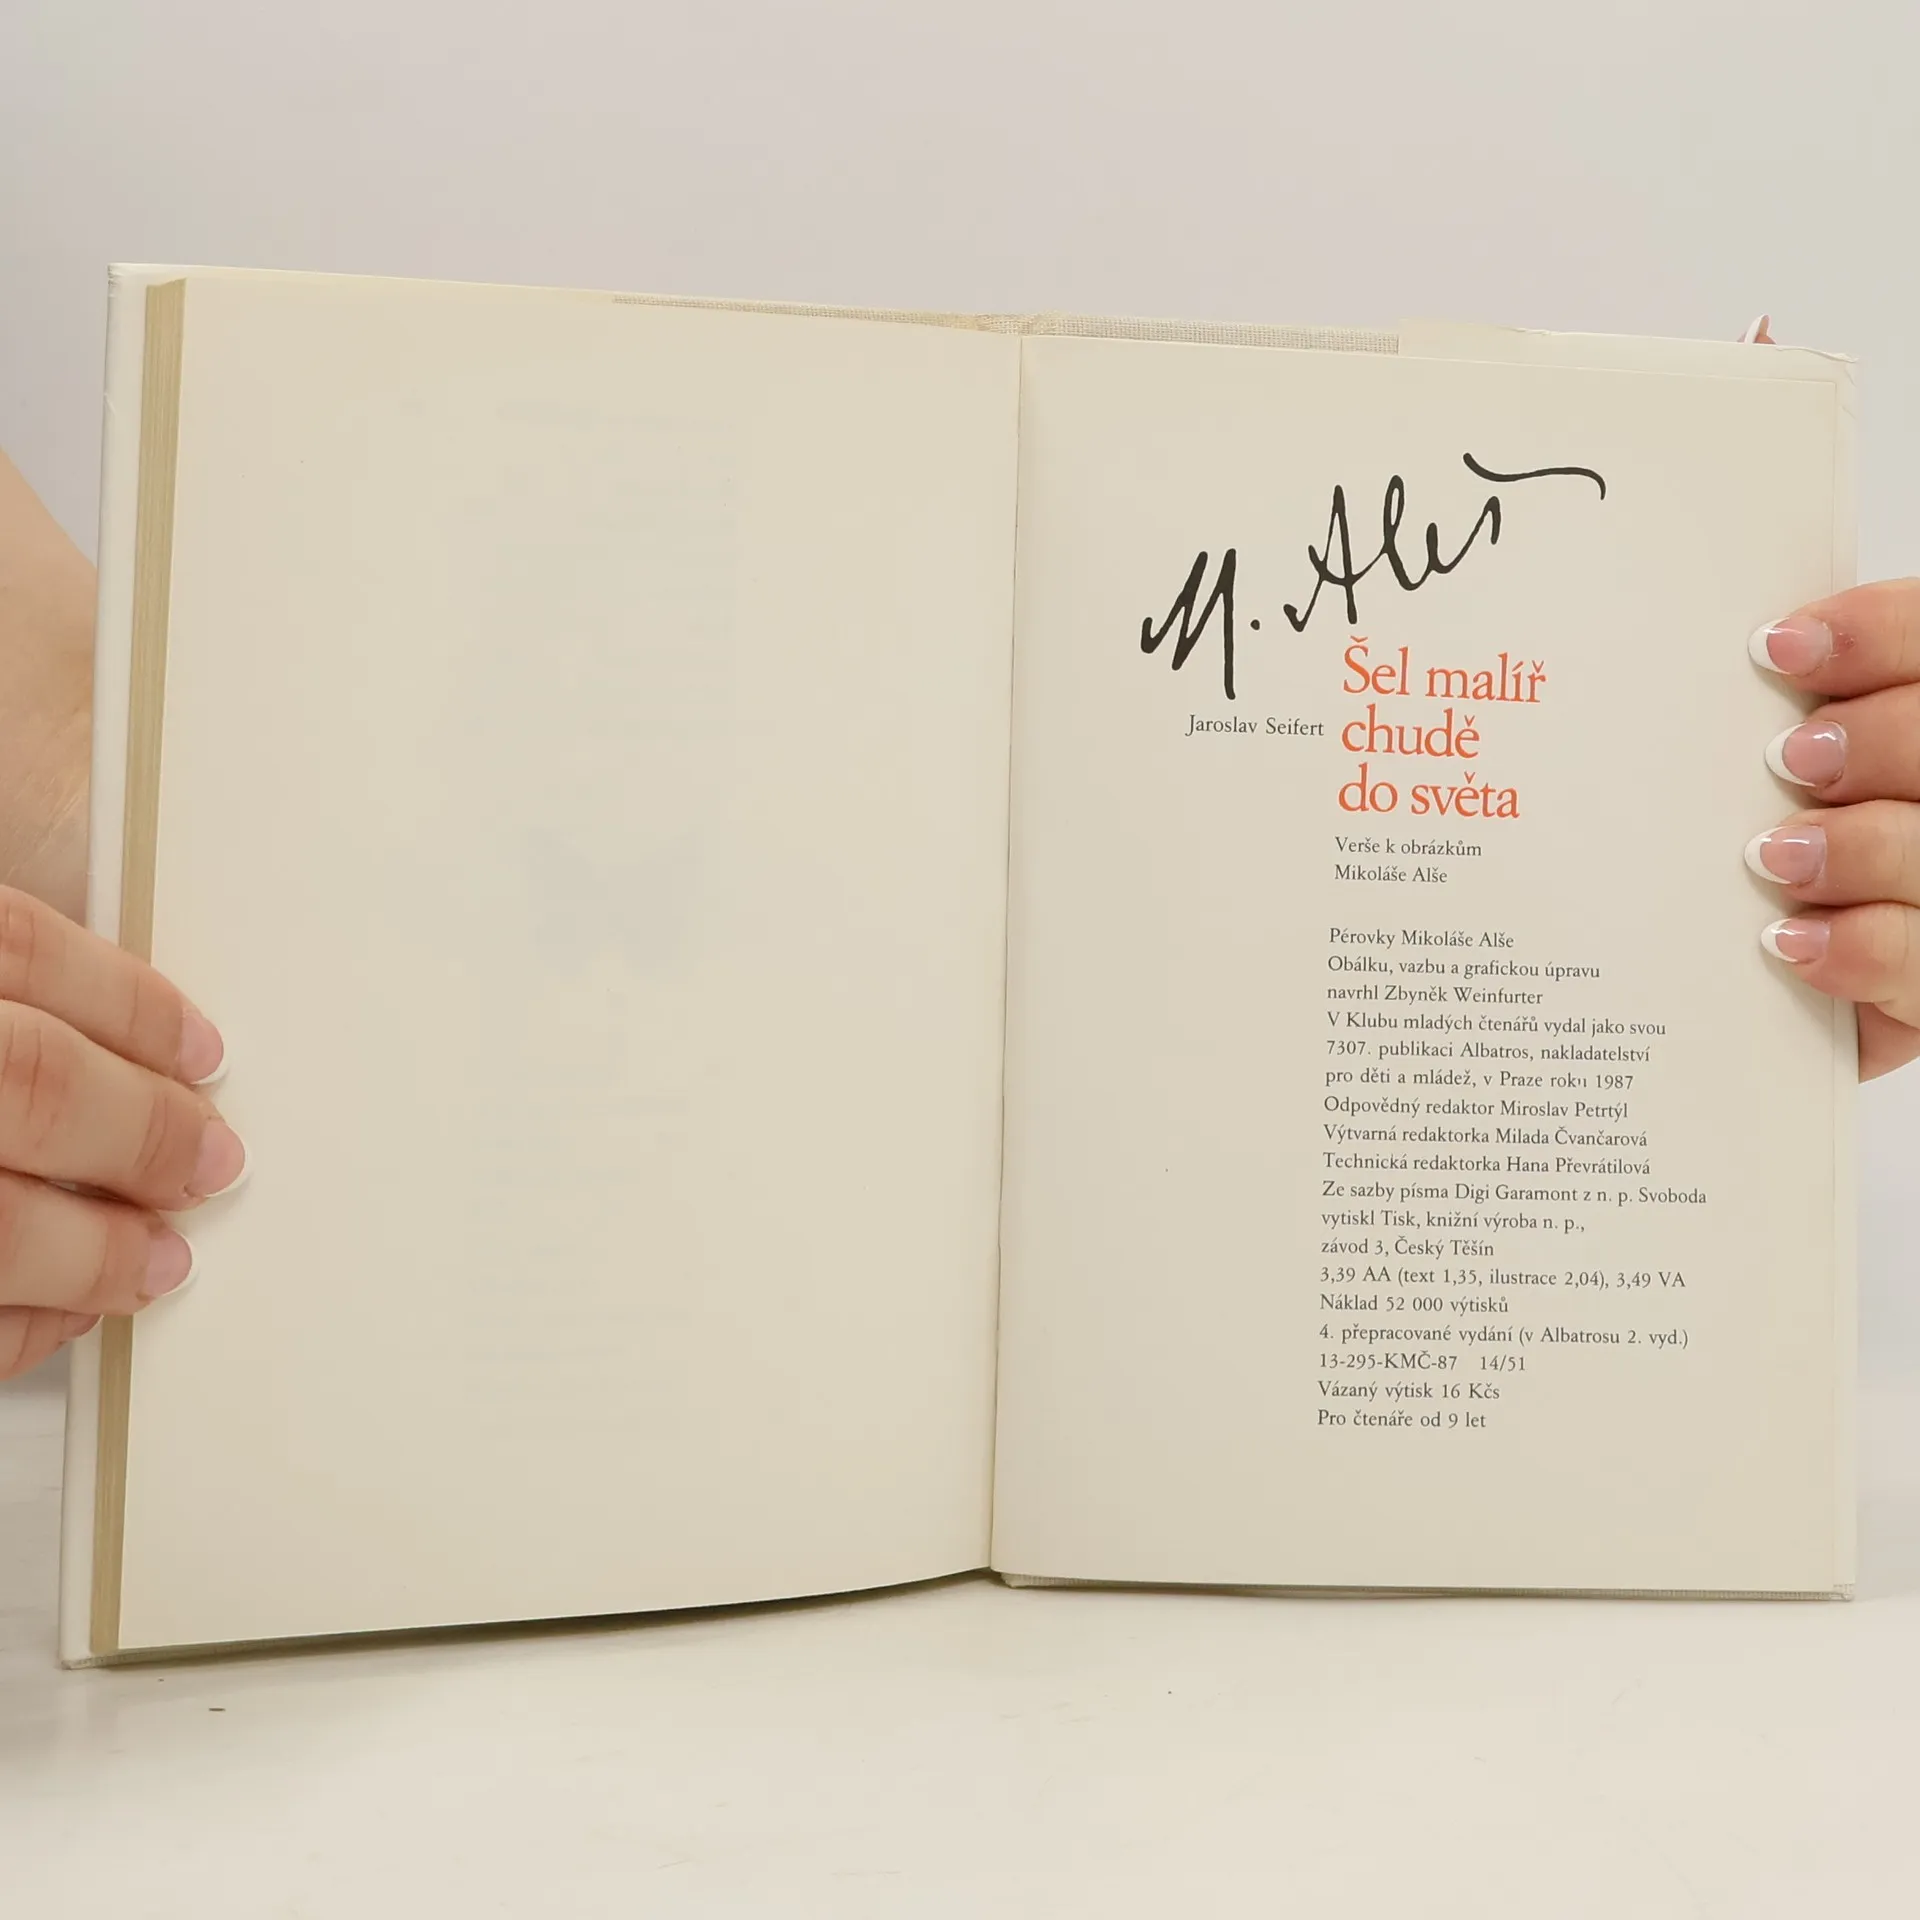 M. Aleš
Šel malíř
Jaroslav Seifert chudě
do světa
Verše k obrázkům
Mikoláše Alše
Pérovky Mikoláše Alše
Obálku, vazbu a grafickou úpravu
navrhl Zbyněk Weinfurter
V Klubu mladých čtenářů vydal jako svou
7307. publikaci Albatros, nakladatelství
pro děti a mládež, v Praze roku 1987
Odpovědný redaktor Miroslav Petrtýl
Výtvarná redaktorka Milada Čvančarová
Technická redaktorka Hana Převrátilová
Ze sazby písma Digi Garamont z n. p. Svoboda
vytiskl Tisk, knižní výroba n. p.,
závod 3, Český Těšín
3,39 AA (text 1,35, ilustrace 2,04), 3,49 VA
Náklad 52 000 výtisků
4. přepracované vydání (v Albatrosu 2. vyd.)
13-295-KMČ-87 14/51
Vázaný výtisk 16 Kčs
Pro čtenáře od 9 let